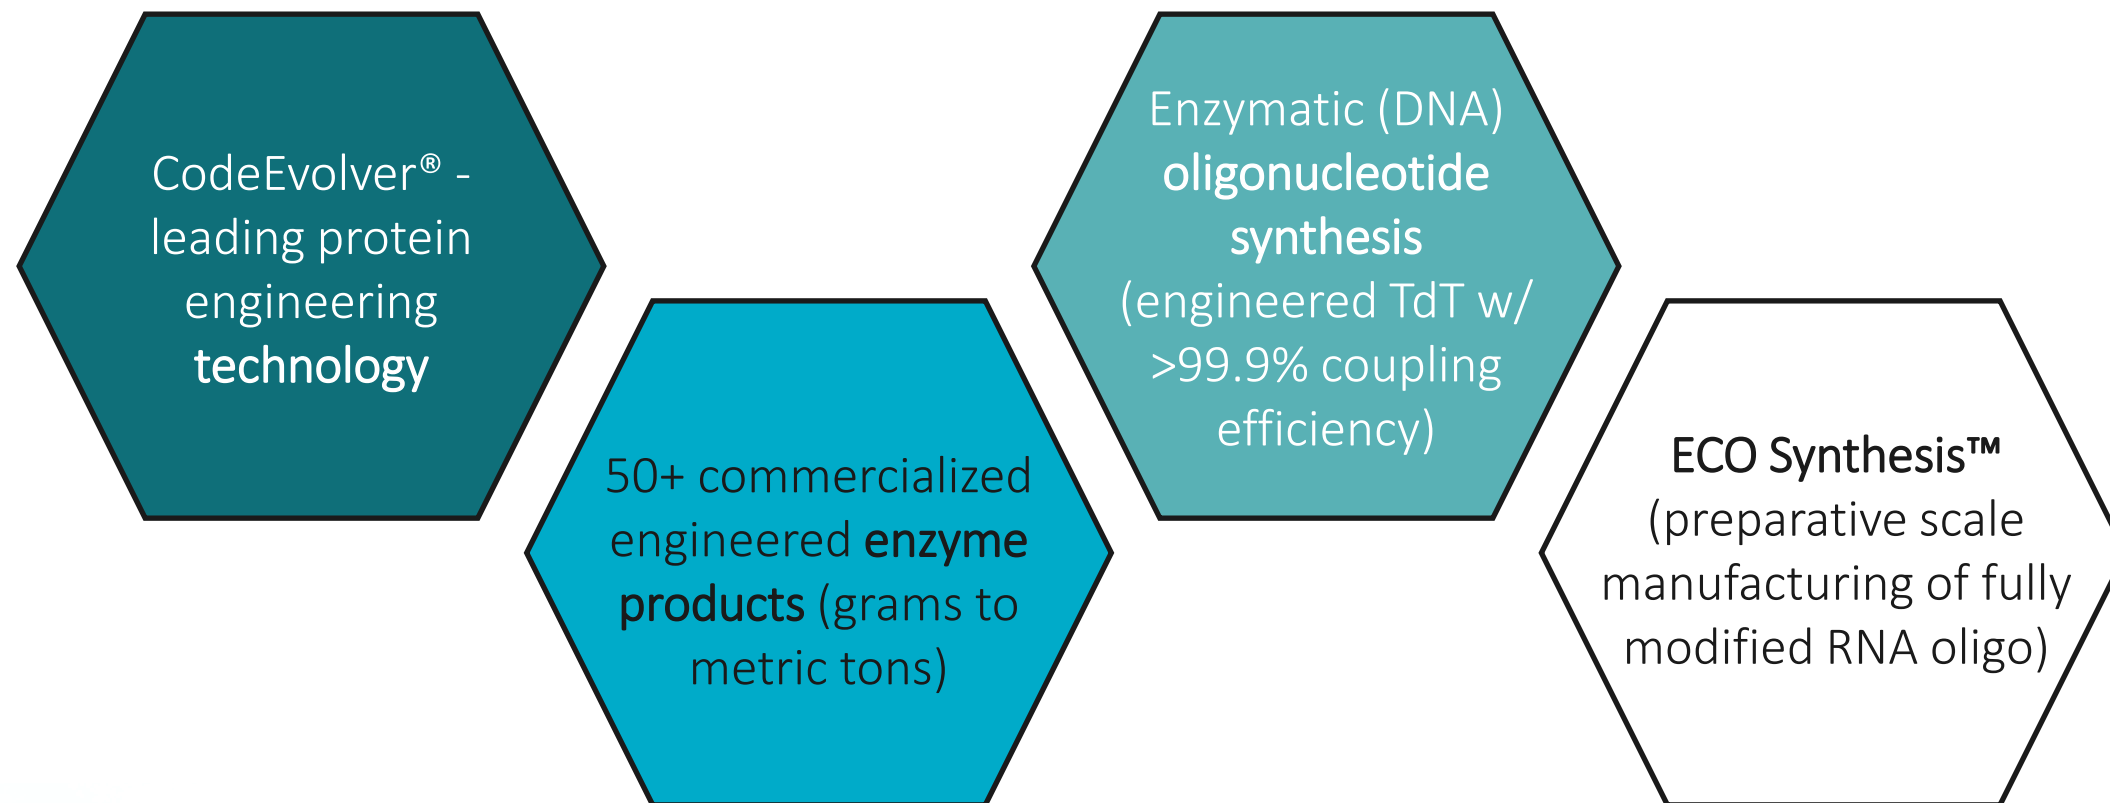 CodeEvolver® -
leading protein
engineering
technology
50+ commercialized
engineered enzyme
products (grams to
metric tons)
Enzymatic (DNA)
oligonucleotide
synthesis
(engineered TdT w/
>99.9% coupling
efficiency)
ECO Synthesis™
(preparative scale
manufacturing of fully
modified RNA oligo)